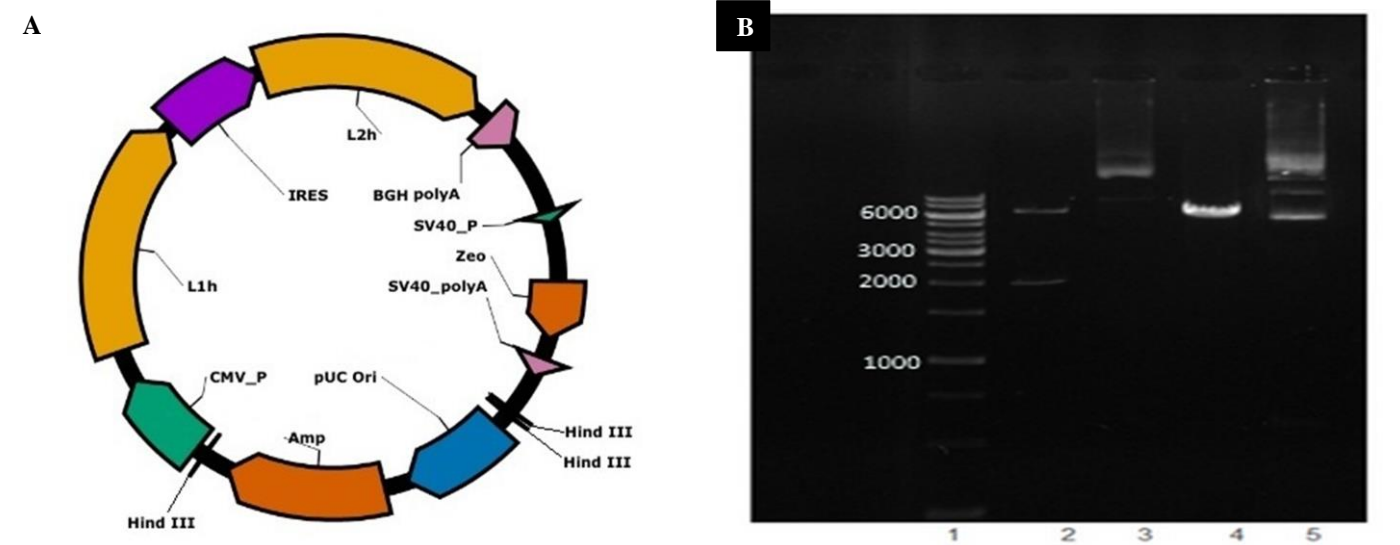 A
L2h
IRES
BGH polyA
SV40_P
Zeo
L1h
SV40_polyA
CMV_P
pUC Ori
Amp
Hind III
Hind III
Hind III
B
6000
3000
2000
1000
1 2 3 4 5